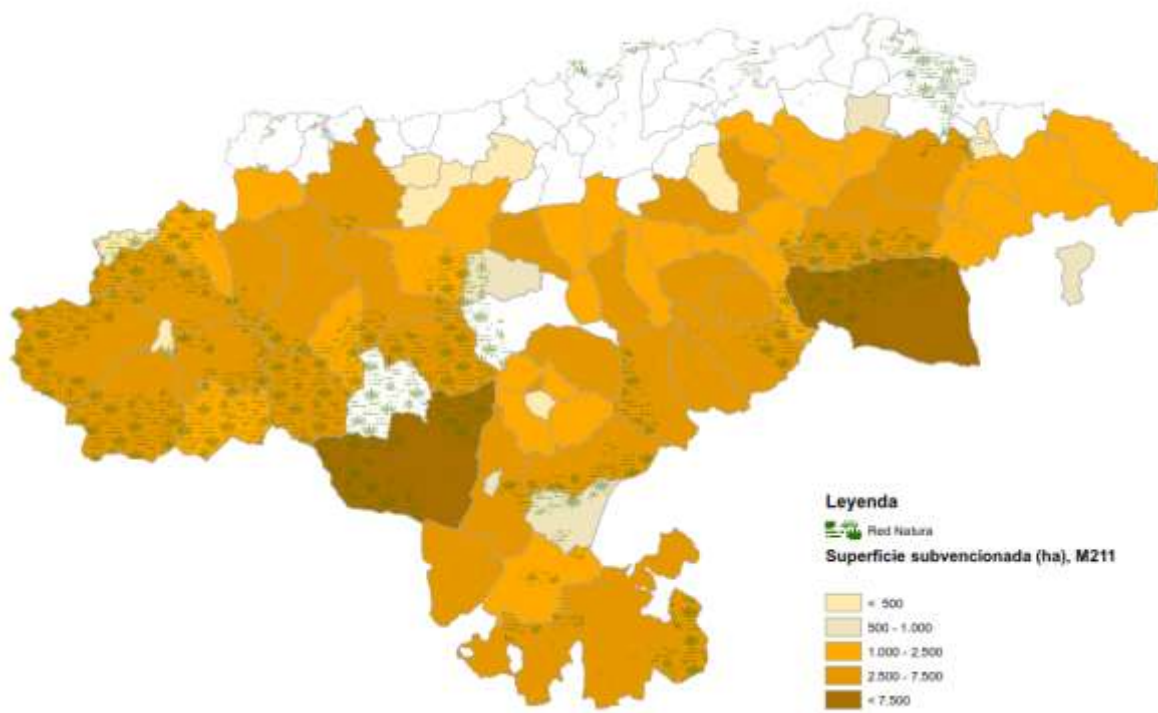 Leyenda
Red Natura
Superficie subvencionada (ha), M211
< 500
500 - 1.000
1.000 - 2.500
2.500 - 7.500
< 7.500